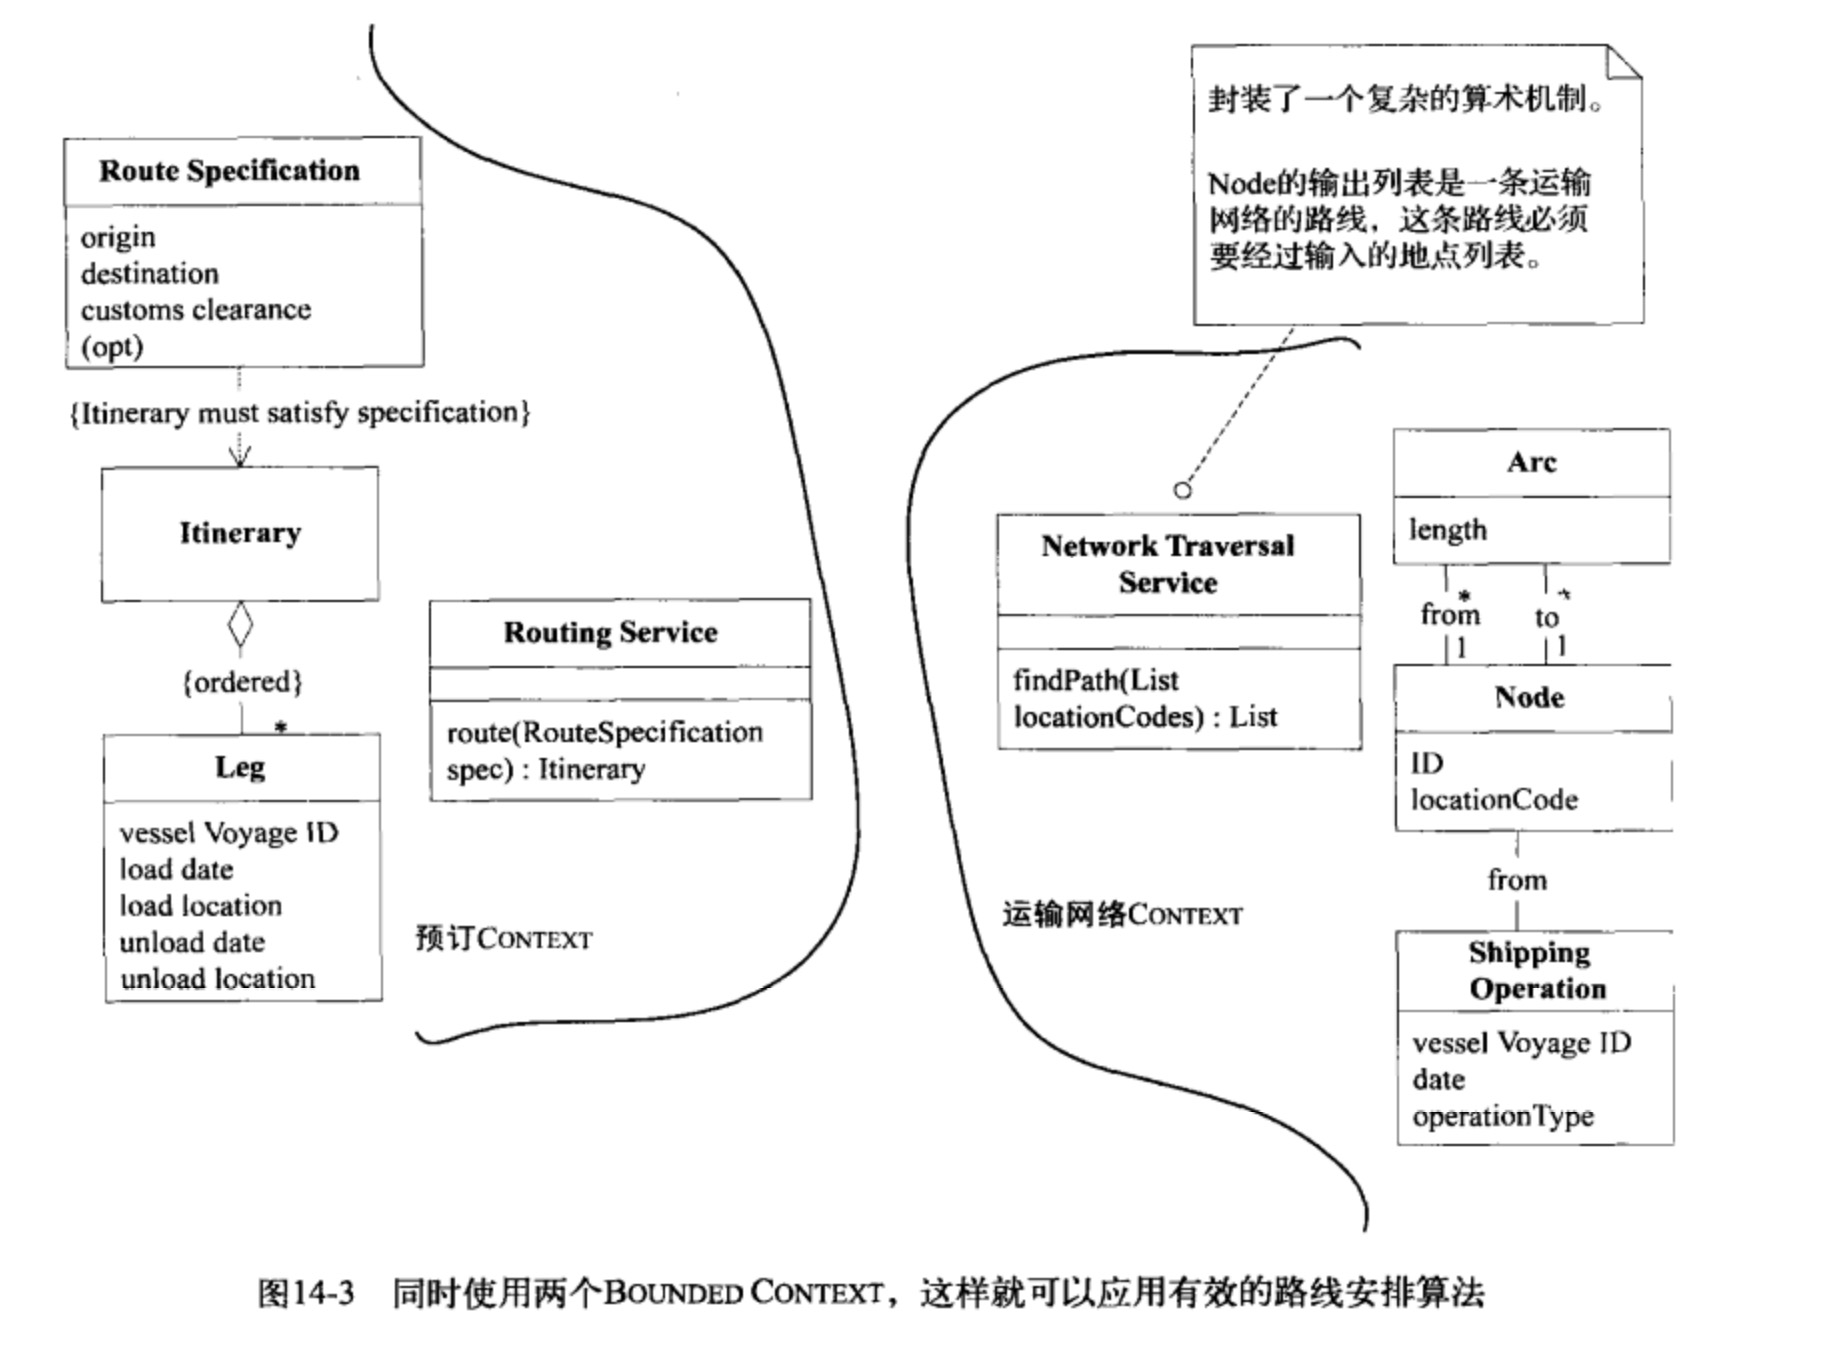 Route Specification
origin
destination
customs clearance
(opt)
{Itinerary must satisfy specification}
Itinerary
{ordered}
*
Leg
vessel Voyage ID
load date
load location
unload date
unload location
Routing Service
route(RouteSpecification
spec) : Itinerary
预订CONTEXT
封装了一个复杂的算术机制。
Node的输出列表是一条运输
网络的路线，这条路线必须
要经过输入的地点列表。
Network Traversal
Service
findPath(List
locationCodes) : List
运输网络CONTEXT
Arc
length
* *
from to
1 1
Node
ID
locationCode
from
Shipping
Operation
vessel Voyage ID
date
operationType
图14-3 同时使用两个BOUNDED CONTEXT，这样就可以应用有效的路线安排算法